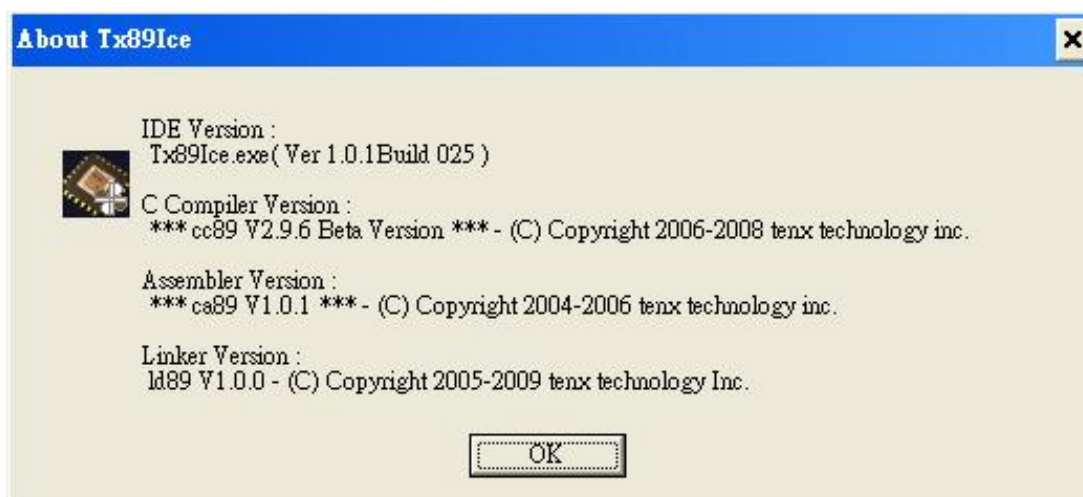 About Tx89Ice
IDE Version :
Tx89Ice.exe( Ver 1.0.1Build 025 )
C Compiler Version :
*** cc89 V2.9.6 Beta Version *** - (C) Copyright 2006-2008 tenx technology inc.
Assembler Version :
*** ca89 V1.0.1 *** - (C) Copyright 2004-2006 tenx technology inc.
Linker Version :
ld89 V1.0.0 - (C) Copyright 2005-2009 tenx technology Inc.
OK